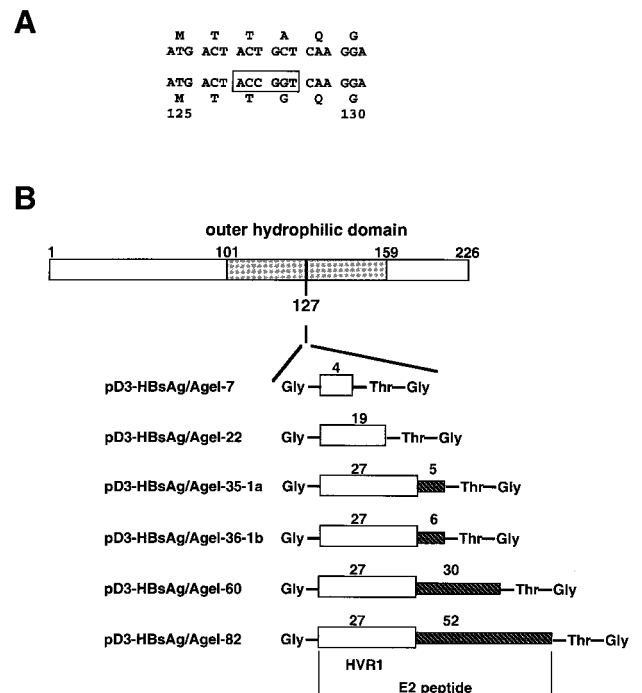 A
M T T A Q G
ATG ACT ACT GCT CAA GGA
ATG ACT ACC GGT CAA GGA
M T T G Q G
125 130
B
outer hydrophilic domain
1 101 159 226
127
4
pD3-HBsAg/AgeI-7 Gly Thr Gly
19
pD3-HBsAg/AgeI-22 Gly Thr Gly
27 5
pD3-HBsAg/AgeI-35-1a Gly Thr Gly
27 6
pD3-HBsAg/AgeI-36-1b Gly Thr Gly
27 30
pD3-HBsAg/AgeI-60 Gly Thr Gly
27 52
pD3-HBsAg/AgeI-82 Gly Thr Gly
HVR1
E2 peptide